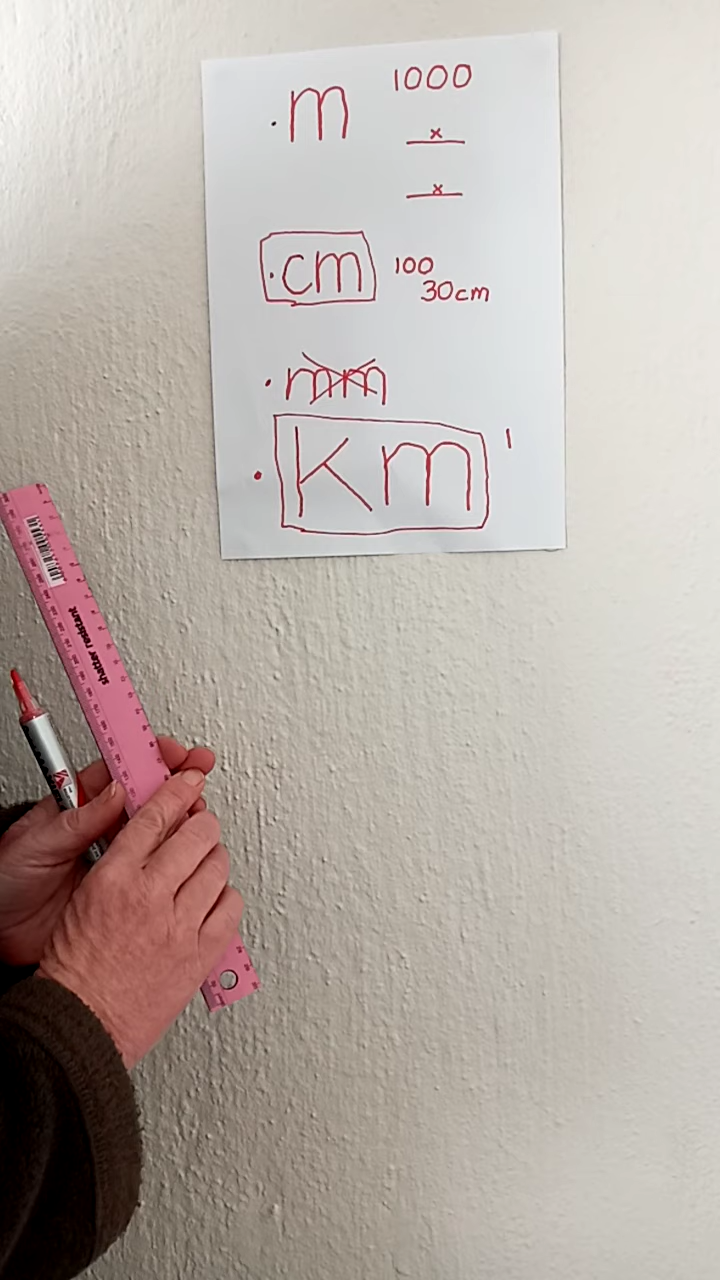 ·m 1000
x
x
·cm 100
30cm
·mm
·Km 1
shatter resistant